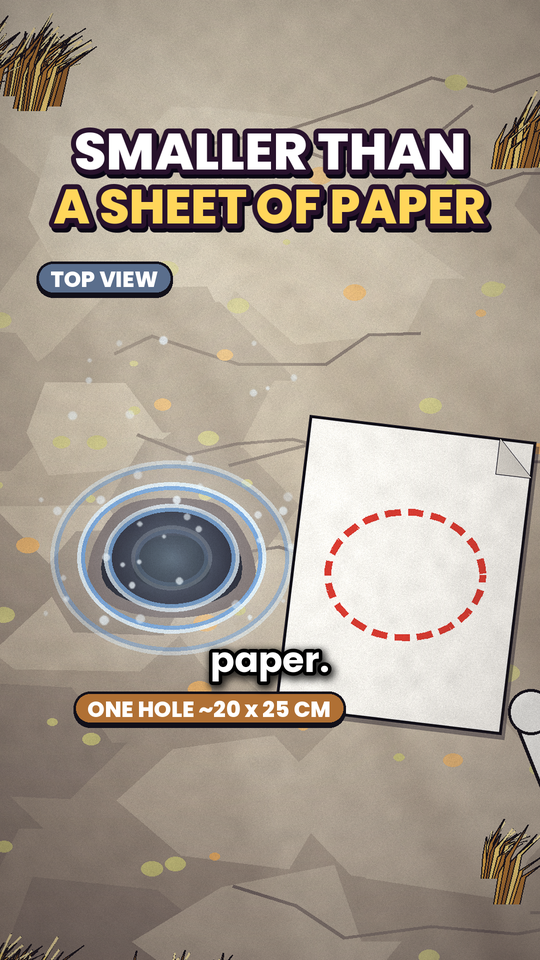 SMALLER THAN
A SHEET OF PAPER
TOP VIEW
paper.
ONE HOLE ~20 x 25 CM